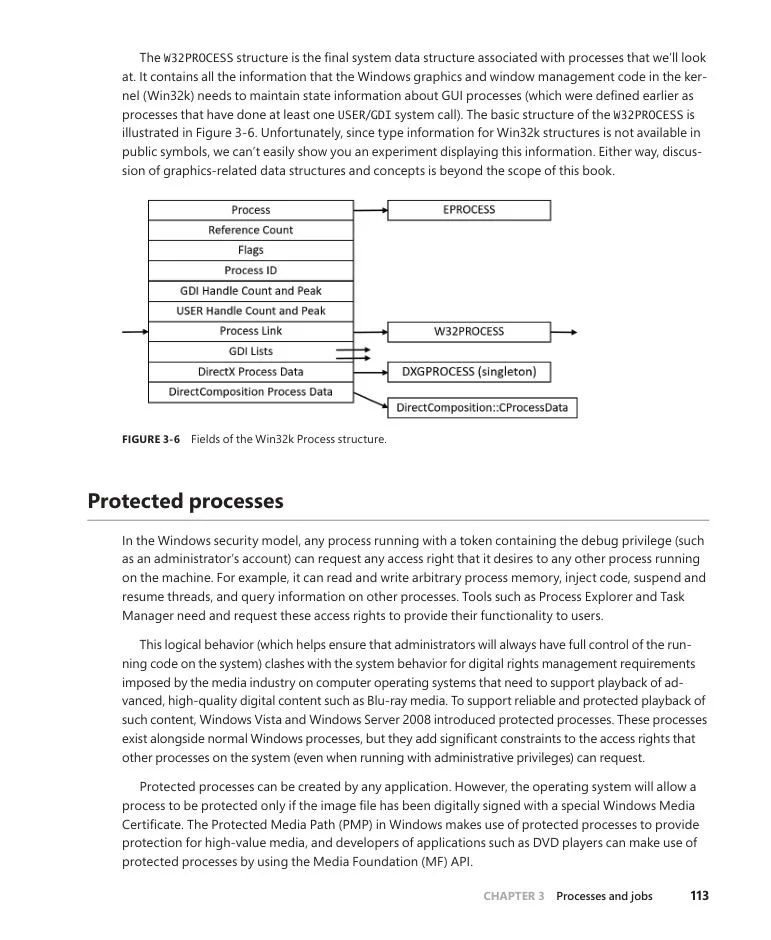 The W32PROCESS structure is the final system data structure associated with processes that we’ll look
at. It contains all the information that the Windows graphics and window management code in the ker-
nel (Win32k) needs to maintain state information about GUI processes (which were defined earlier as
processes that have done at least one USER/GDI system call). The basic structure of the W32PROCESS is
illustrated in Figure 3-6. Unfortunately, since type information for Win32k structures is not available in
public symbols, we can’t easily show you an experiment displaying this information. Either way, discus-
sion of graphics-related data structures and concepts is beyond the scope of this book.
Process
EPROCESS
Reference Count
Flags
Process ID
GDI Handle Count and Peak
USER Handle Count and Peak
Process Link
W32PROCESS
GDI Lists
DirectX Process Data
DXGPROCESS (singleton)
DirectComposition Process Data
DirectComposition::CProcessData
FIGURE 3-6 Fields of the Win32k Process structure.
Protected processes
In the Windows security model, any process running with a token containing the debug privilege (such
as an administrator’s account) can request any access right that it desires to any other process running
on the machine. For example, it can read and write arbitrary process memory, inject code, suspend and
resume threads, and query information on other processes. Tools such as Process Explorer and Task
Manager need and request these access rights to provide their functionality to users.
This logical behavior (which helps ensure that administrators will always have full control of the run-
ning code on the system) clashes with the system behavior for digital rights management requirements
imposed by the media industry on computer operating systems that need to support playback of ad-
vanced, high-quality digital content such as Blu-ray media. To support reliable and protected playback of
such content, Windows Vista and Windows Server 2008 introduced protected processes. These processes
exist alongside normal Windows processes, but they add significant constraints to the access rights that
other processes on the system (even when running with administrative privileges) can request.
Protected processes can be created by any application. However, the operating system will allow a
process to be protected only if the image file has been digitally signed with a special Windows Media
Certificate. The Protected Media Path (PMP) in Windows makes use of protected processes to provide
protection for high-value media, and developers of applications such as DVD players can make use of
protected processes by using the Media Foundation (MF) API.
CHAPTER 3 Processes and jobs 113